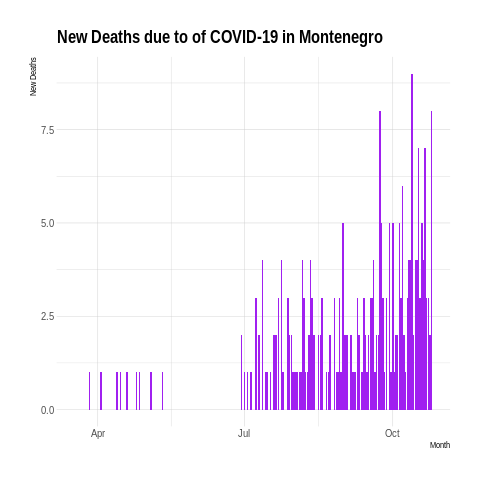 New Deaths due to of COVID-19 in Montenegro
New Deaths
7.5
5.0
2.5
0.0
Apr
Jul
Oct
Month